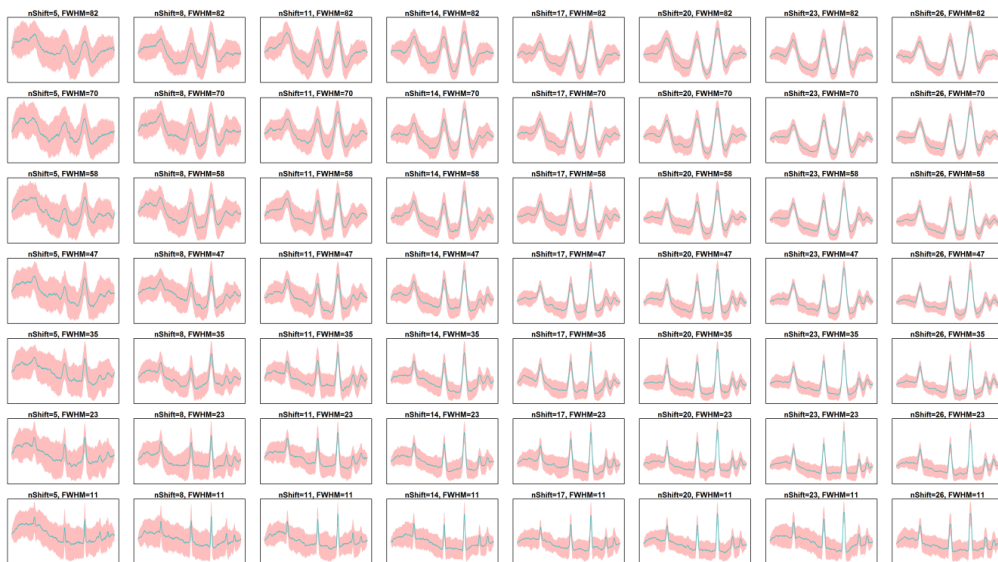 nShift=5, FWHM=82 nShift=8, FWHM=82 nShift=11, FWHM=82 nShift=14, FWHM=82 nShift=17, FWHM=82 nShift=20, FWHM=82 nShift=23, FWHM=82 nShift=26, FWHM=82
nShift=5, FWHM=70 nShift=8, FWHM=70 nShift=11, FWHM=70 nShift=14, FWHM=70 nShift=17, FWHM=70 nShift=20, FWHM=70 nShift=23, FWHM=70 nShift=26, FWHM=70
nShift=5, FWHM=58 nShift=8, FWHM=58 nShift=11, FWHM=58 nShift=14, FWHM=58 nShift=17, FWHM=58 nShift=20, FWHM=58 nShift=23, FWHM=58 nShift=26, FWHM=58
nShift=5, FWHM=47 nShift=8, FWHM=47 nShift=11, FWHM=47 nShift=14, FWHM=47 nShift=17, FWHM=47 nShift=20, FWHM=47 nShift=23, FWHM=47 nShift=26, FWHM=47
nShift=5, FWHM=35 nShift=8, FWHM=35 nShift=11, FWHM=35 nShift=14, FWHM=35 nShift=17, FWHM=35 nShift=20, FWHM=35 nShift=23, FWHM=35 nShift=26, FWHM=35
nShift=5, FWHM=23 nShift=8, FWHM=23 nShift=11, FWHM=23 nShift=14, FWHM=23 nShift=17, FWHM=23 nShift=20, FWHM=23 nShift=23, FWHM=23 nShift=26, FWHM=23
nShift=5, FWHM=11 nShift=8, FWHM=11 nShift=11, FWHM=11 nShift=14, FWHM=11 nShift=17, FWHM=11 nShift=20, FWHM=11 nShift=23, FWHM=11 nShift=26, FWHM=11